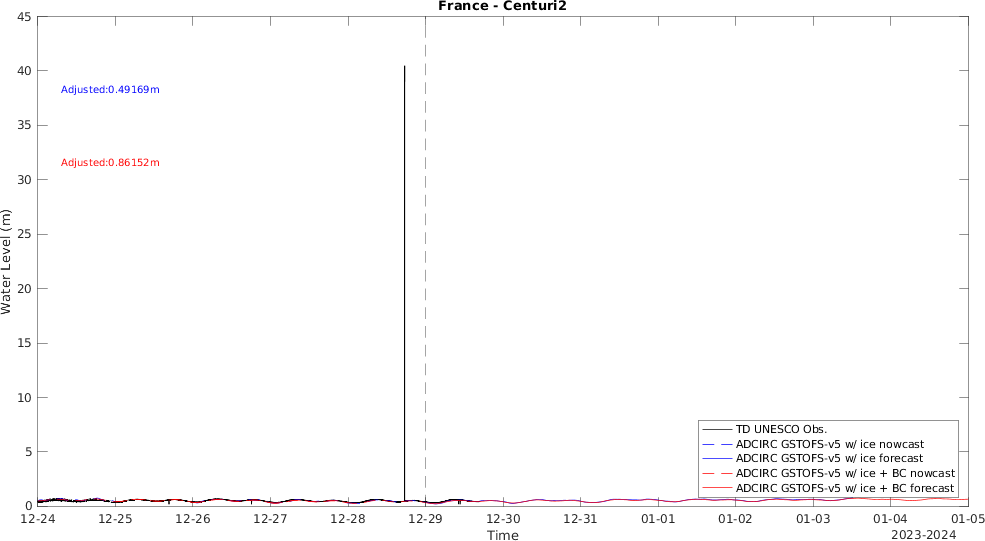 France - Centuri2
45
40
35
30
25
20
15
10
5
0
Water Level (m)
Adjusted:0.49169m
Adjusted:0.86152m
TD UNESCO Obs.
ADCIRC GSTOFS-v5 w/ ice nowcast
ADCIRC GSTOFS-v5 w/ ice forecast
ADCIRC GSTOFS-v5 w/ ice + BC nowcast
ADCIRC GSTOFS-v5 w/ ice + BC forecast
12-24 12-25 12-26 12-27 12-28 12-29 12-30 12-31 01-01 01-02 01-03 01-04 01-05
Time
2023-2024